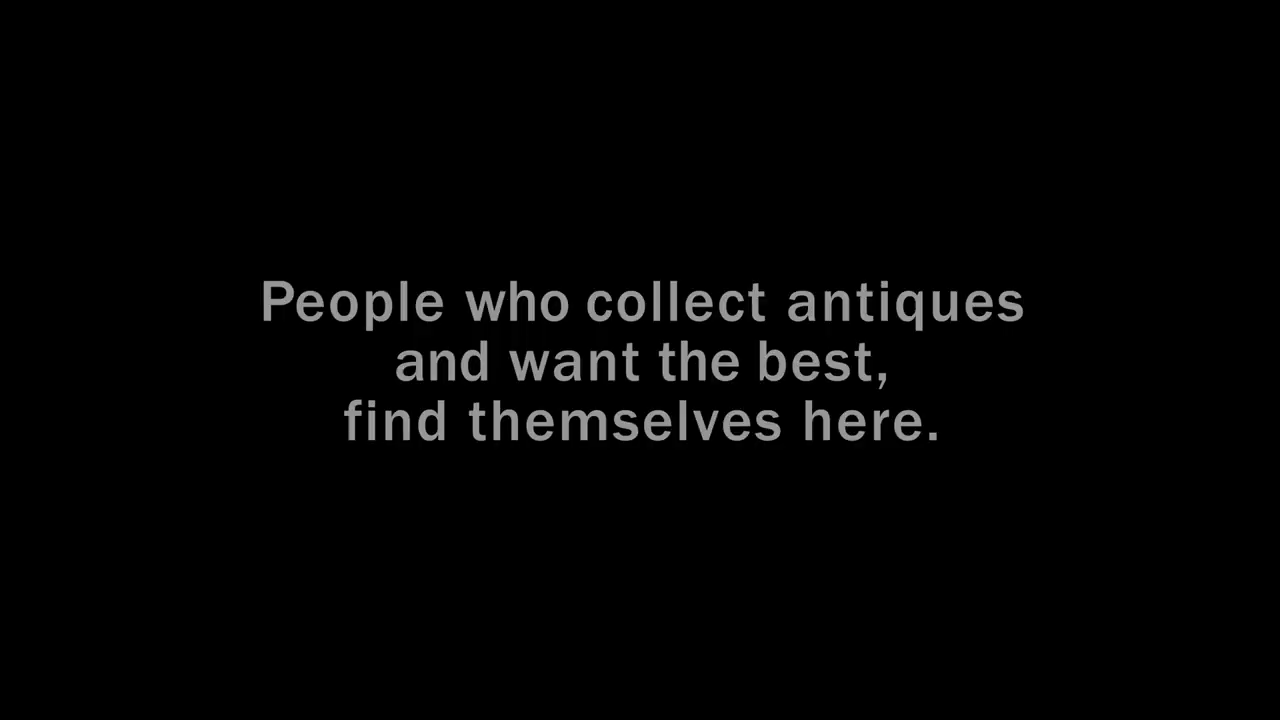 People who collect antiques
and want the best,
find themselves here.